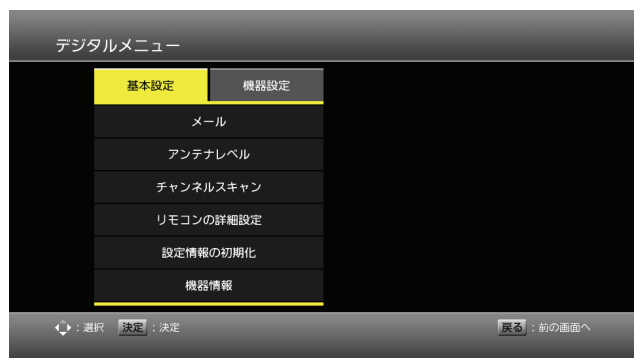 デジタルメニュー
基本設定 機器設定
メール
アンテナレベル
チャンネルスキャン
リモコンの詳細設定
設定情報の初期化
機器情報
:選択 決定:決定 戻る:前の画面へ